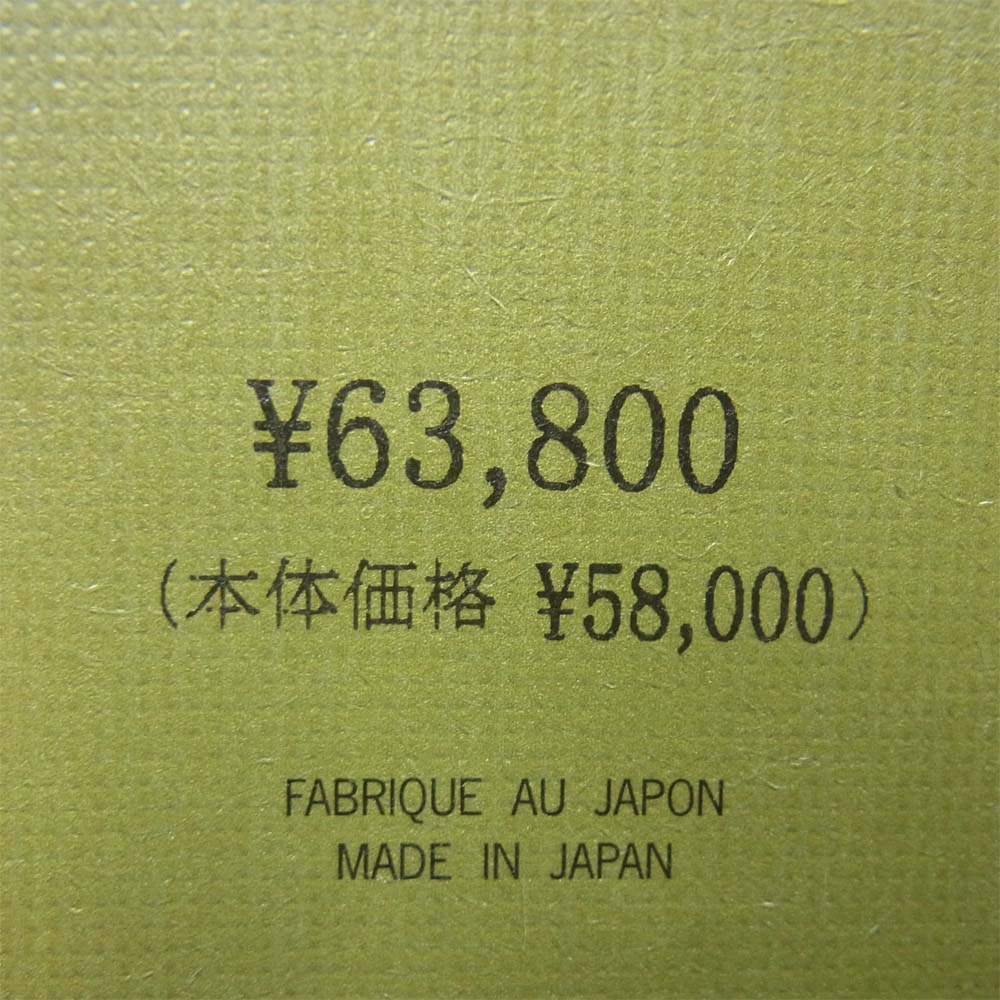 ¥63,800
(本体価格 ¥58,000)
FABRIQUE AU JAPON
MADE IN JAPAN